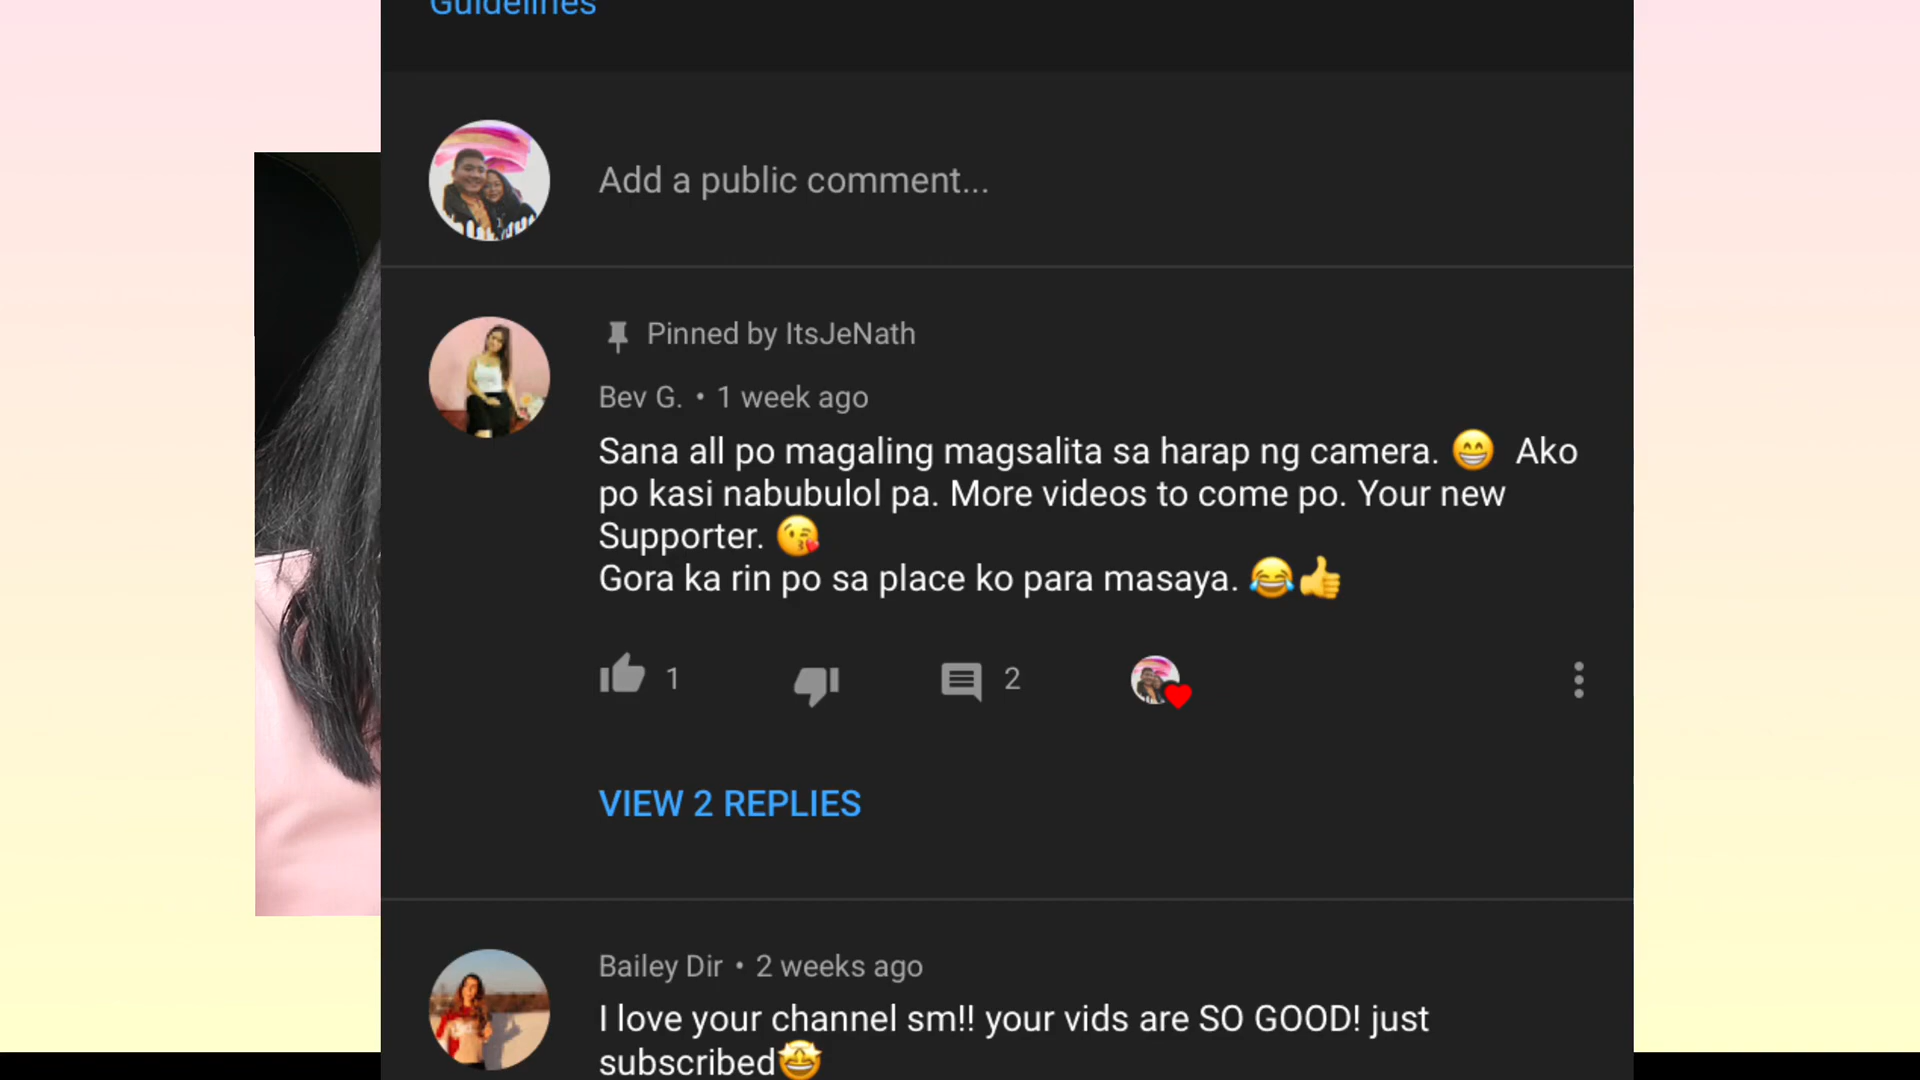 Guidelines
Add a public comment...
Pinned by ItsJeNath
Bev G. • 1 week ago
Sana all po magaling magsalita sa harap ng camera. 😁 Ako
po kasi nabubulol pa. More videos to come po. Your new
Supporter. 😘
Gora ka rin po sa place ko para masaya. 😂👍
1 2
VIEW 2 REPLIES
Bailey Dir • 2 weeks ago
I love your channel sm!! your vids are SO GOOD! just
subscribed🤩